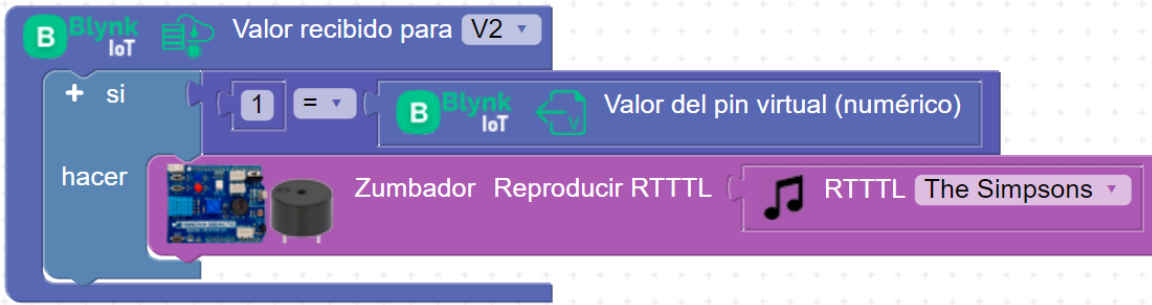 B Blynk IoT Valor recibido para V2
+ si 1 = B Blynk IoT V Valor del pin virtual (numérico)
hacer Zumbador Reproducir RTTTL RTTTL The Simpsons